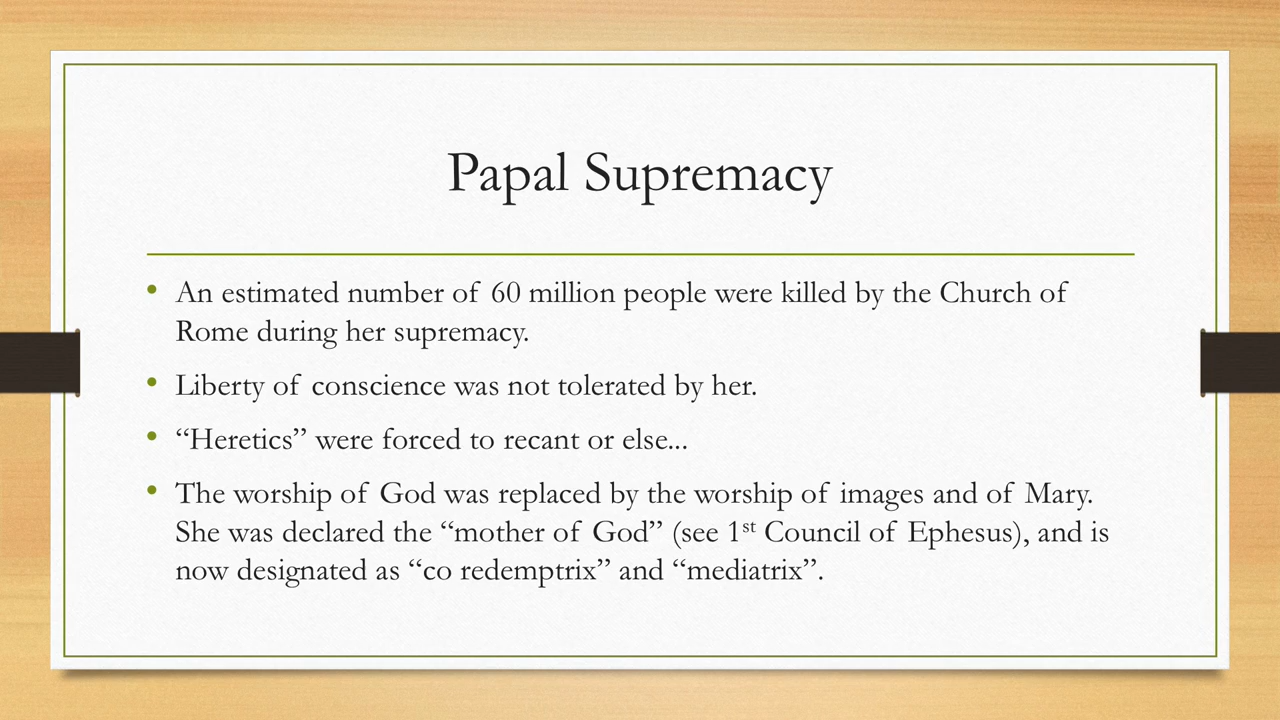 Papal Supremacy
• An estimated number of 60 million people were killed by the Church of
Rome during her supremacy.
• Liberty of conscience was not tolerated by her.
• “Heretics” were forced to recant or else...
• The worship of God was replaced by the worship of images and of Mary.
She was declared the “mother of God” (see 1st Council of Ephesus), and is
now designated as “co redemptrix” and “mediatrix”.